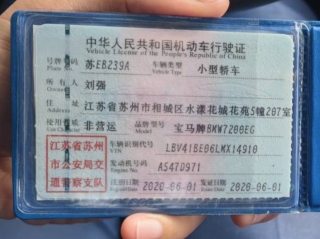 中华人民共和国机动车行驶证
Vehicle License of the People's Republic of China
号牌号码 苏EB239A 车辆类型 小型轿车
Plate No. Vehicle Type
所有人 刘强
Owner
住址 江苏省苏州市相城区水漾花城花苑5幢207室
Address
使用性质 非营运 品牌型号 宝马牌BMW7200EG
Use Character Model
江苏省苏州市公安局交通警察支队
车辆识别代号 LBV41BE06LMX14910
VIN
发动机号码 A5470971
Engine No.
注册日期 2020-06-01 发证日期 2020-06-01
Register Date Issue Date